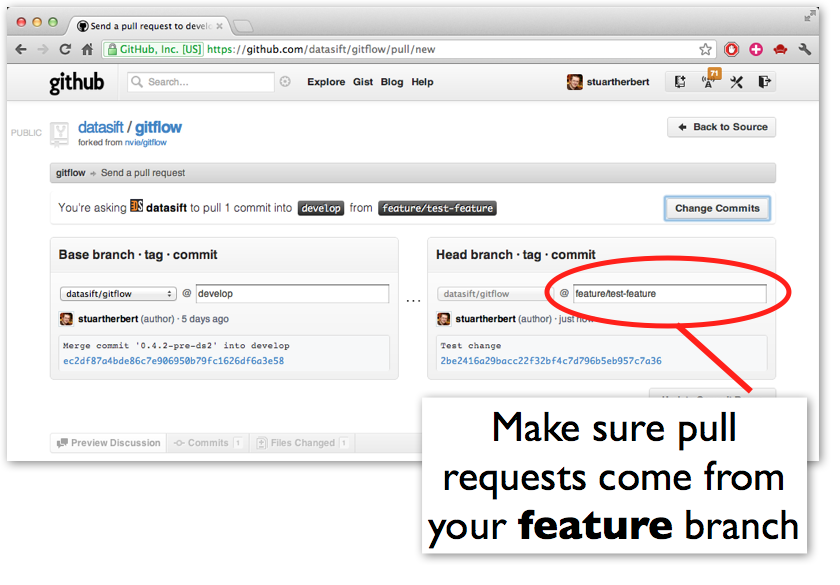 Send a pull request to develo
GitHub, Inc. [US] https://github.com/datasift/gitflow/pull/new
github Search... Explore Gist Blog Help stuartherbert 71
PUBLIC datasift / gitflow Back to Source
forked from nvie/gitflow
gitflow → Send a pull request
You're asking datasift to pull 1 commit into develop from feature/test-feature Change Commits
Base branch · tag · commit
datasift/gitflow @ develop
stuartherbert (author) · 5 days ago
Merge commit '0.4.2-pre-ds2' into develop
ec2df87a4bde86c7e906950b79fc1626df6a3e58
...
Head branch · tag · commit
datasift/gitflow @ feature/test-feature
stuartherbert (author) · just now
Test change
2be2416a29bacc22f32bf4c7d796b5eb957c7a36
Preview Discussion Commits 1 Files Changed 1
Make sure pull
requests come from
your feature branch